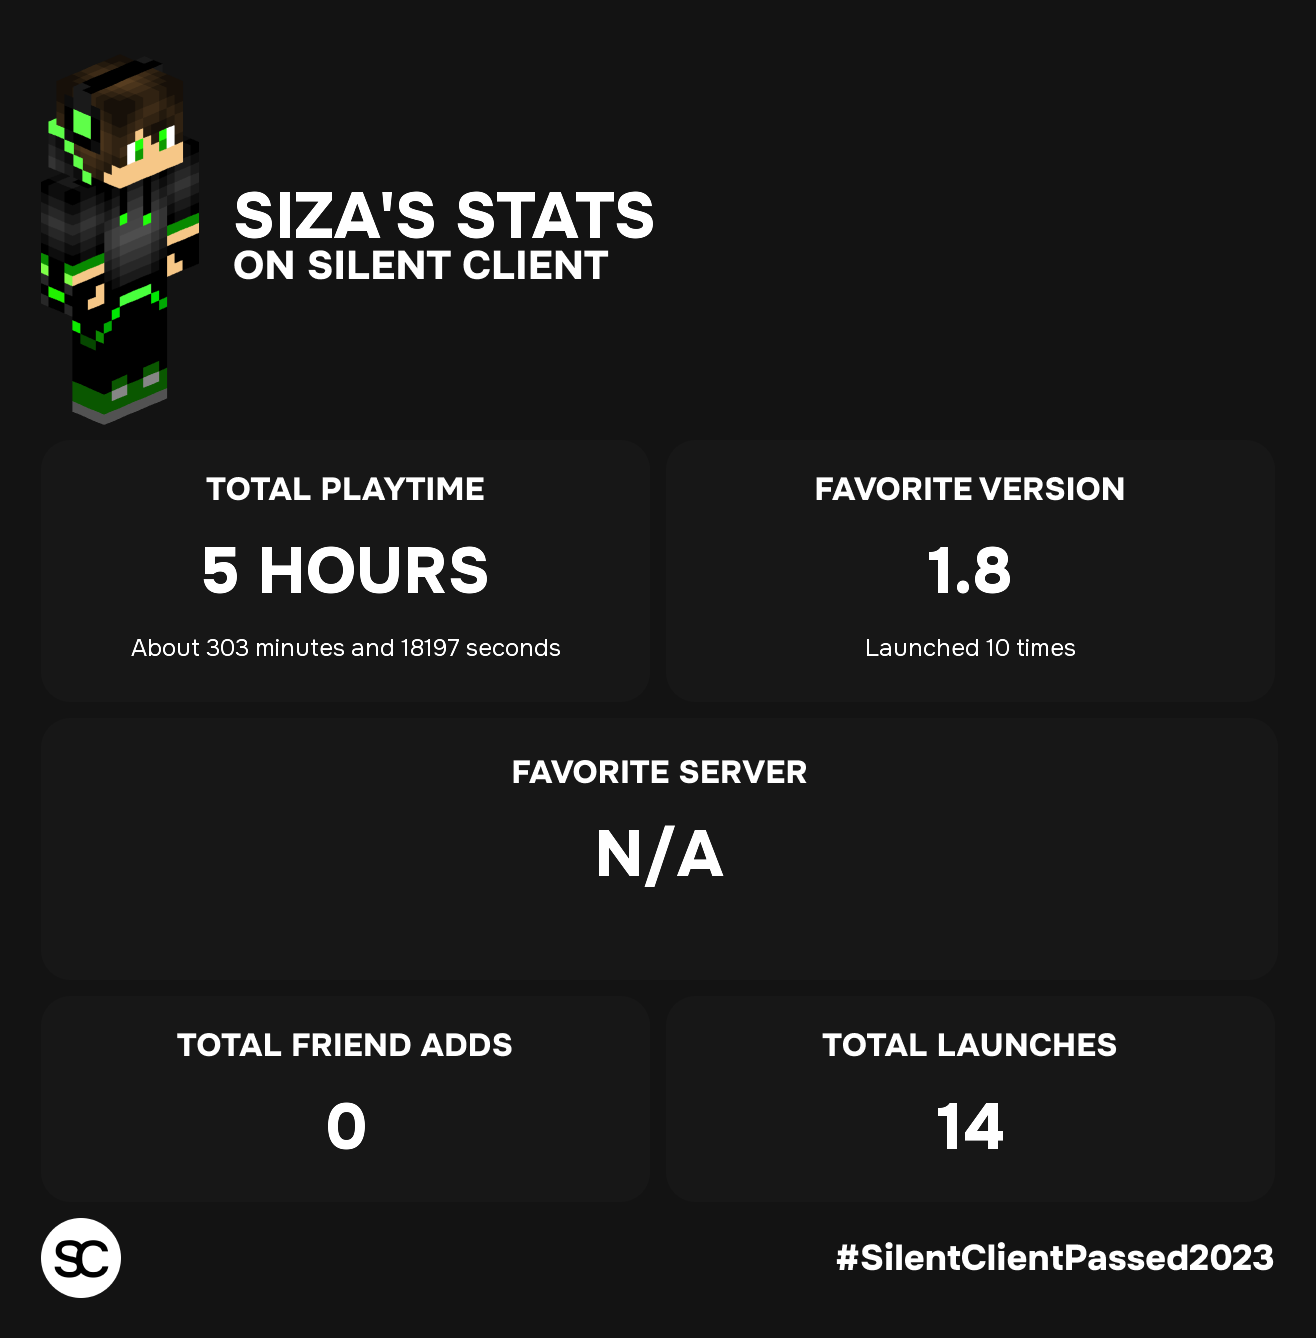 SIZA'S STATS
ON SILENT CLIENT
TOTAL PLAYTIME
5 HOURS
About 303 minutes and 18197 seconds
FAVORITE VERSION
1.8
Launched 10 times
FAVORITE SERVER
N/A
TOTAL FRIEND ADDS
0
TOTAL LAUNCHES
14
SC
#SilentClientPassed2023